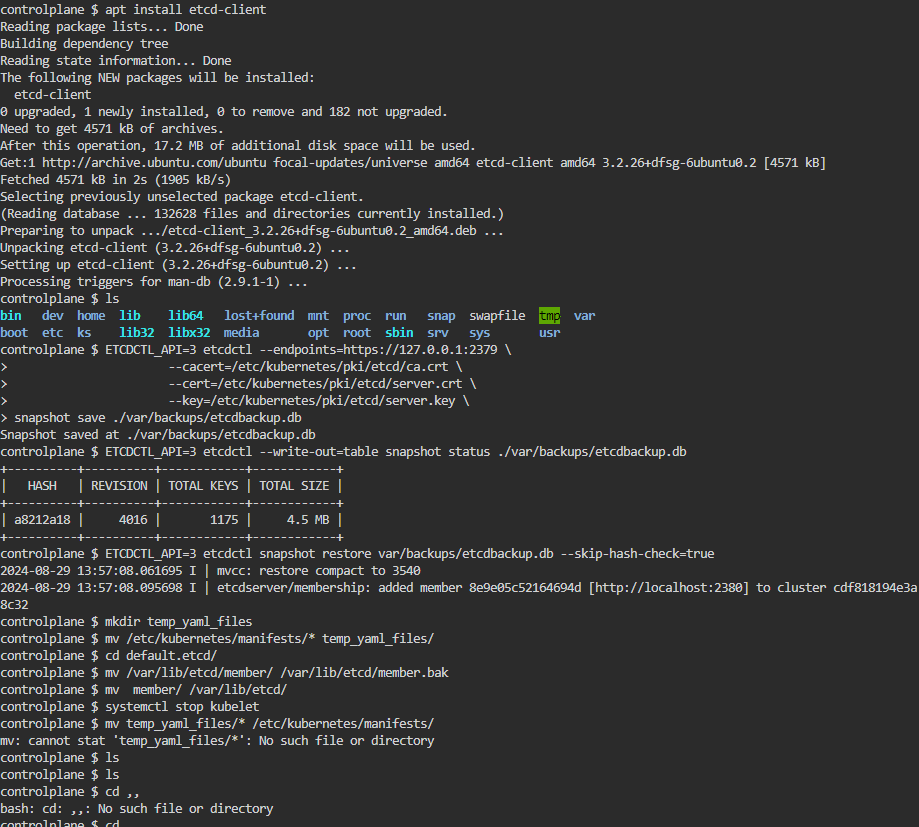 controlplane $ apt install etcd-client
Reading package lists... Done
Building dependency tree
Reading state information... Done
The following NEW packages will be installed:
  etcd-client
0 upgraded, 1 newly installed, 0 to remove and 182 not upgraded.
Need to get 4571 kB of archives.
After this operation, 17.2 MB of additional disk space will be used.
Get:1 http://archive.ubuntu.com/ubuntu focal-updates/universe amd64 etcd-client amd64 3.2.26+dfsg-6ubuntu0.2 [4571 kB]
Fetched 4571 kB in 2s (1905 kB/s)
Selecting previously unselected package etcd-client.
(Reading database ... 132628 files and directories currently installed.)
Preparing to unpack .../etcd-client_3.2.26+dfsg-6ubuntu0.2_amd64.deb ...
Unpacking etcd-client (3.2.26+dfsg-6ubuntu0.2) ...
Setting up etcd-client (3.2.26+dfsg-6ubuntu0.2) ...
Processing triggers for man-db (2.9.1-1) ...
controlplane $ ls
bin   dev  home  lib    lib64   lost+found  mnt  proc  run   snap  swapfile  tmp  var
boot  etc  ks    lib32  libx32  media       opt  root  sbin  srv   sys       usr
controlplane $ ETCDCTL_API=3 etcdctl --endpoints=https://127.0.0.1:2379 \
>                       --cacert=/etc/kubernetes/pki/etcd/ca.crt \
>                       --cert=/etc/kubernetes/pki/etcd/server.crt \
>                       --key=/etc/kubernetes/pki/etcd/server.key \
> snapshot save ./var/backups/etcdbackup.db
Snapshot saved at ./var/backups/etcdbackup.db
controlplane $ ETCDCTL_API=3 etcdctl --write-out=table snapshot status ./var/backups/etcdbackup.db
+----------+----------+------------+------------+
|   HASH   | REVISION | TOTAL KEYS | TOTAL SIZE |
+----------+----------+------------+------------+
| a8212a18 |     4016 |       1175 |     4.5 MB |
+----------+----------+------------+------------+
controlplane $ ETCDCTL_API=3 etcdctl snapshot restore var/backups/etcdbackup.db --skip-hash-check=true
2024-08-29 13:57:08.061695 I | mvcc: restore compact to 3540
2024-08-29 13:57:08.095698 I | etcdserver/membership: added member 8e9e05c52164694d [http://localhost:2380] to cluster cdf818194e3a
8c32
controlplane $ mkdir temp_yaml_files
controlplane $ mv /etc/kubernetes/manifests/* temp_yaml_files/
controlplane $ cd default.etcd/
controlplane $ mv /var/lib/etcd/member/ /var/lib/etcd/member.bak
controlplane $ mv  member/ /var/lib/etcd/
controlplane $ systemctl stop kubelet
controlplane $ mv temp_yaml_files/* /etc/kubernetes/manifests/
mv: cannot stat 'temp_yaml_files/*': No such file or directory
controlplane $ ls
controlplane $ ls
controlplane $ cd ,,
bash: cd: ,,: No such file or directory
controlplane $ cd